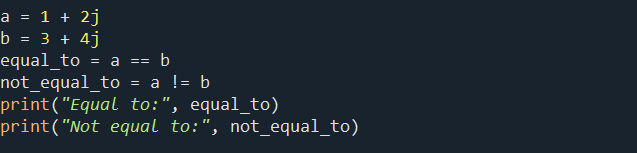 a = 1 + 2j
b = 3 + 4j
equal_to = a == b
not_equal_to = a != b
print("Equal to:", equal_to)
print("Not equal to:", not_equal_to)